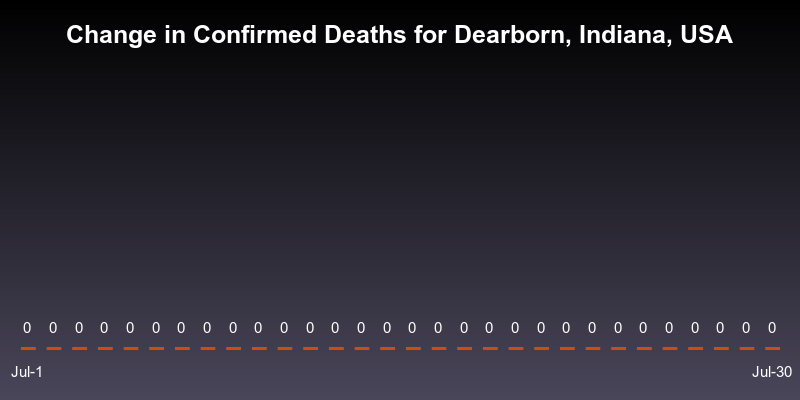 Change in Confirmed Deaths for Dearborn, Indiana, USA
0 0 0 0 0 0 0 0 0 0 0 0 0 0 0 0 0 0 0 0 0 0 0 0 0 0 0 0 0 0
Jul-1 Jul-30